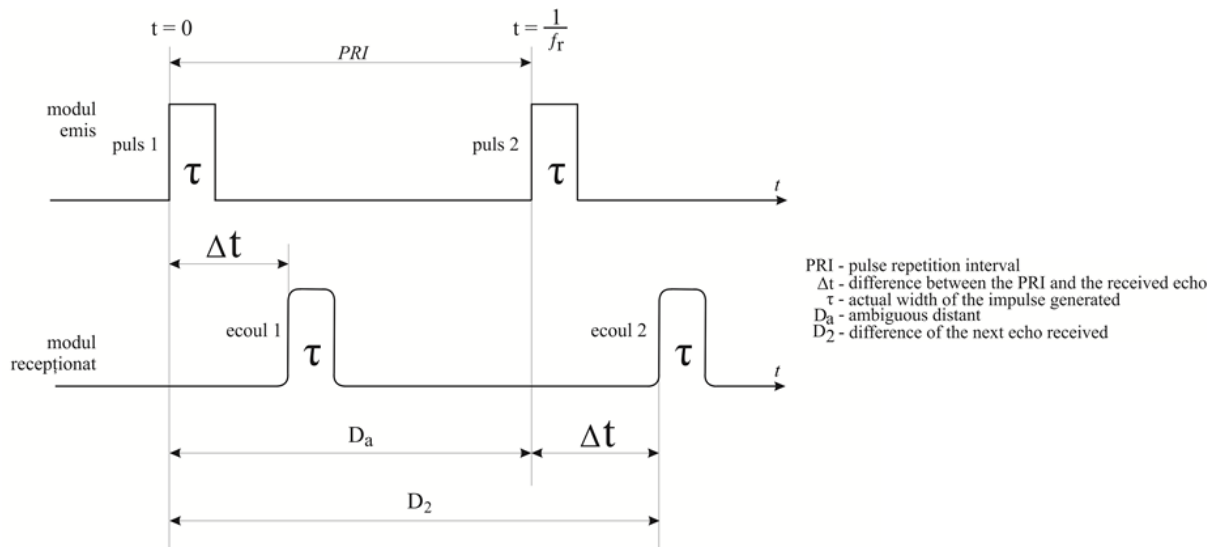 t = 0
t = 1/fr
PRI
modul
emis
puls 1
τ
puls 2
τ
t
Δt
PRI - pulse repetition interval
Δt - difference between the PRI and the received echo
τ - actual width of the impulse generated
Da - ambiguous distant
D2 - difference of the next echo received
modul
recepționat
ecoul 1
τ
ecoul 2
τ
t
Da
Δt
D2